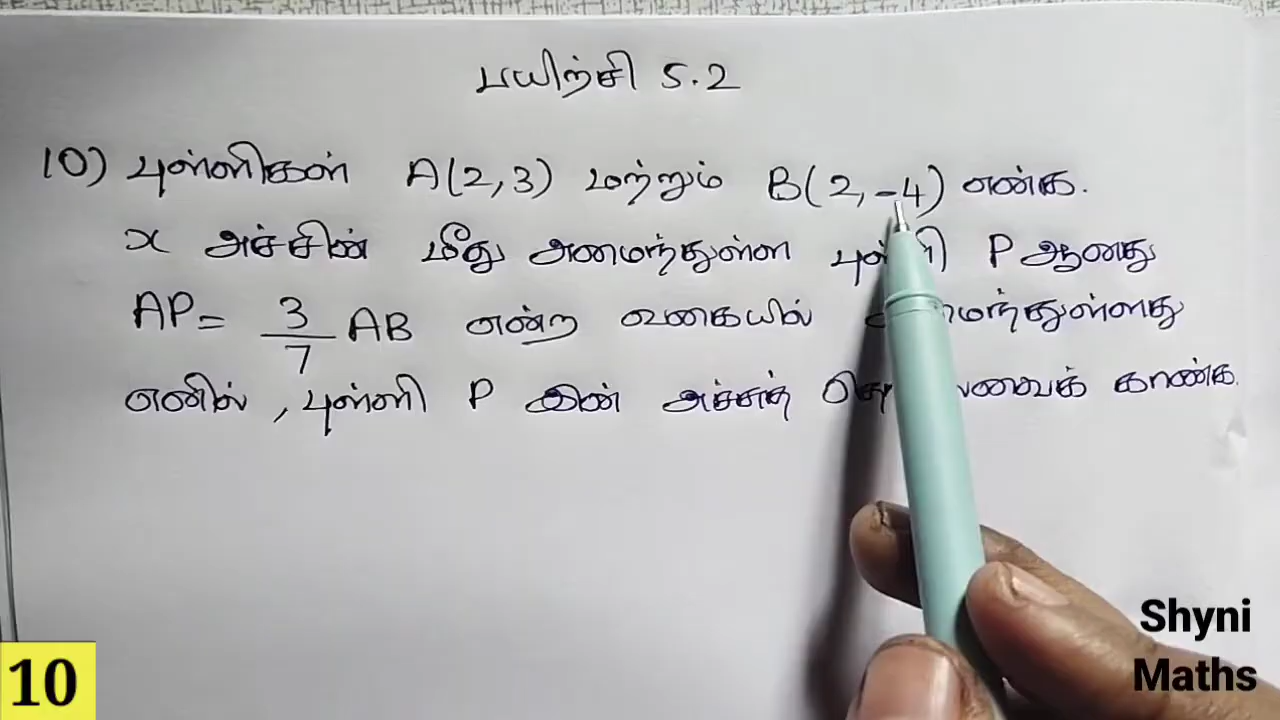 பயிற்சி 5.2
10) புள்ளிகள் A(2,3) மற்றும் B(2,-4) என்க.
x அச்சின் மீது அமைந்துள்ள P ஆனது
AP = 3/7 AB என்ற வகையில்
எனில், புள்ளி P இன் அச்சுத் காண்க.
Shyni
Maths
10